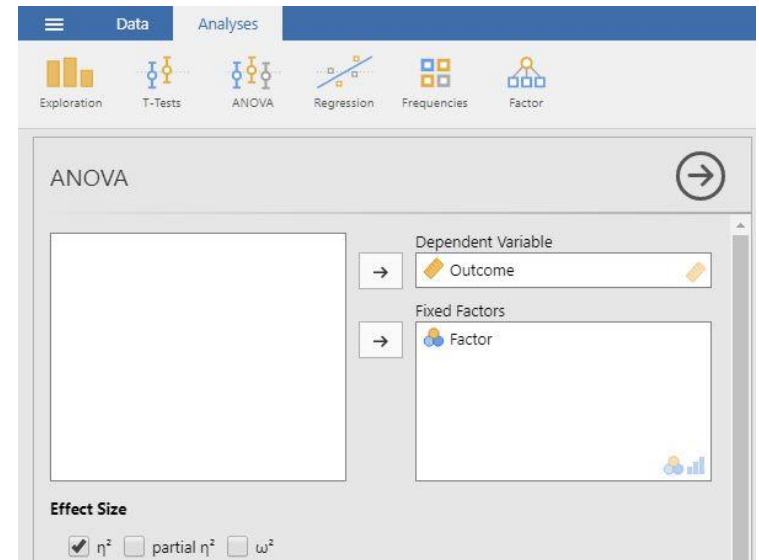 Data Analyses
Exploration T-Tests ANOVA Regression Frequencies Factor
ANOVA
Dependent Variable
Outcome
Fixed Factors
Factor
Effect Size
η² partial η² ω²